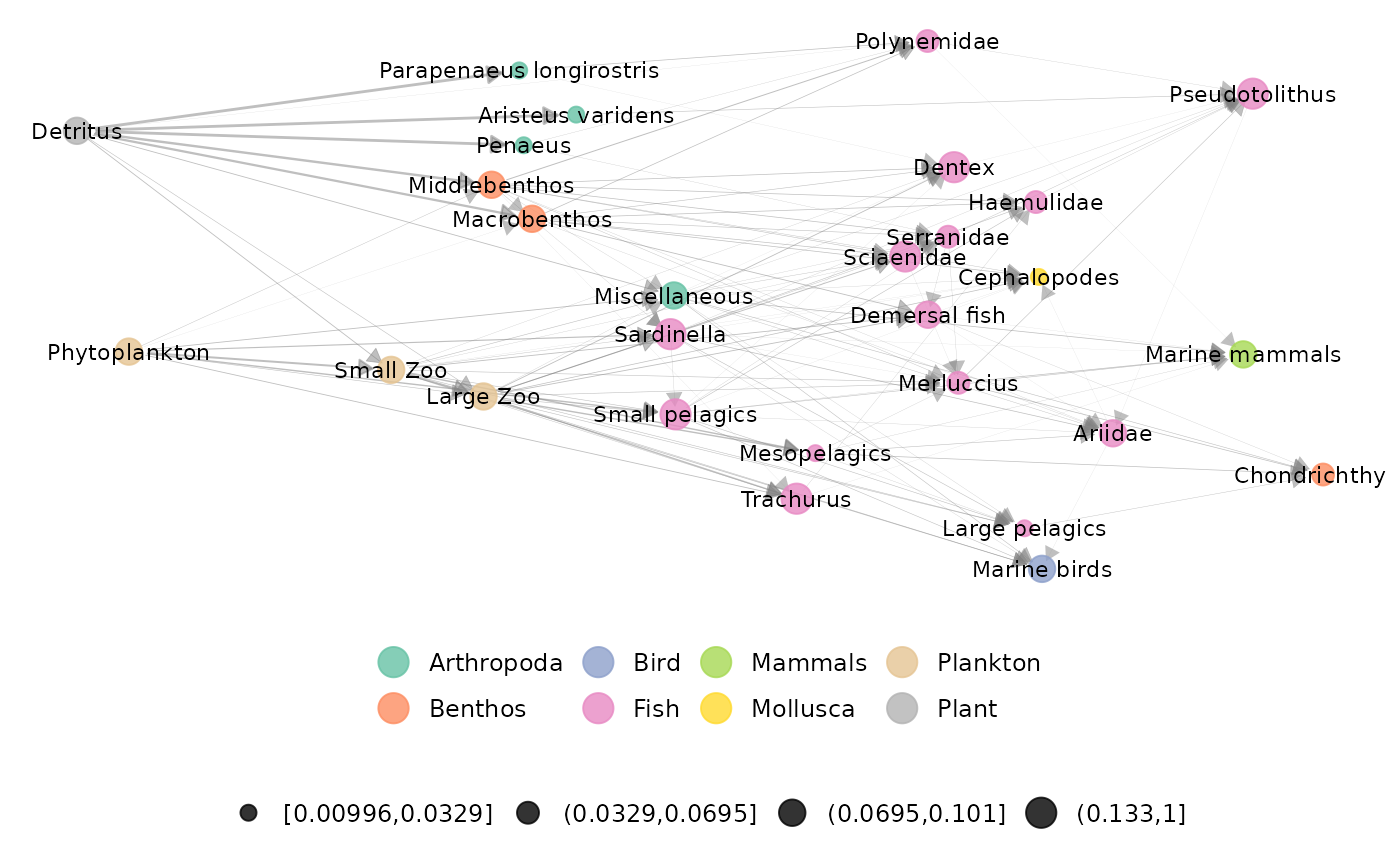 Polynemidae
Parapenaeus longirostris
Pseudotolithus
Aristeus varidens
Detritus
Penaeus
Dentex
Middlebenthos
Haemulidae
Macrobenthos
Serranidae
Sciaenidae
Cephalopodes
Miscellaneous
Demersal fish
Sardinella
Phytoplankton
Marine mammals
Small Zoo
Merluccius
Large Zoo
Small pelagics
Ariidae
Mesopelagics
Chondrichthy
Trachurus
Large pelagics
Marine birds
Arthropoda Bird Mammals Plankton
Benthos Fish Mollusca Plant
[0.00996,0.0329] (0.0329,0.0695] (0.0695,0.101] (0.133,1]